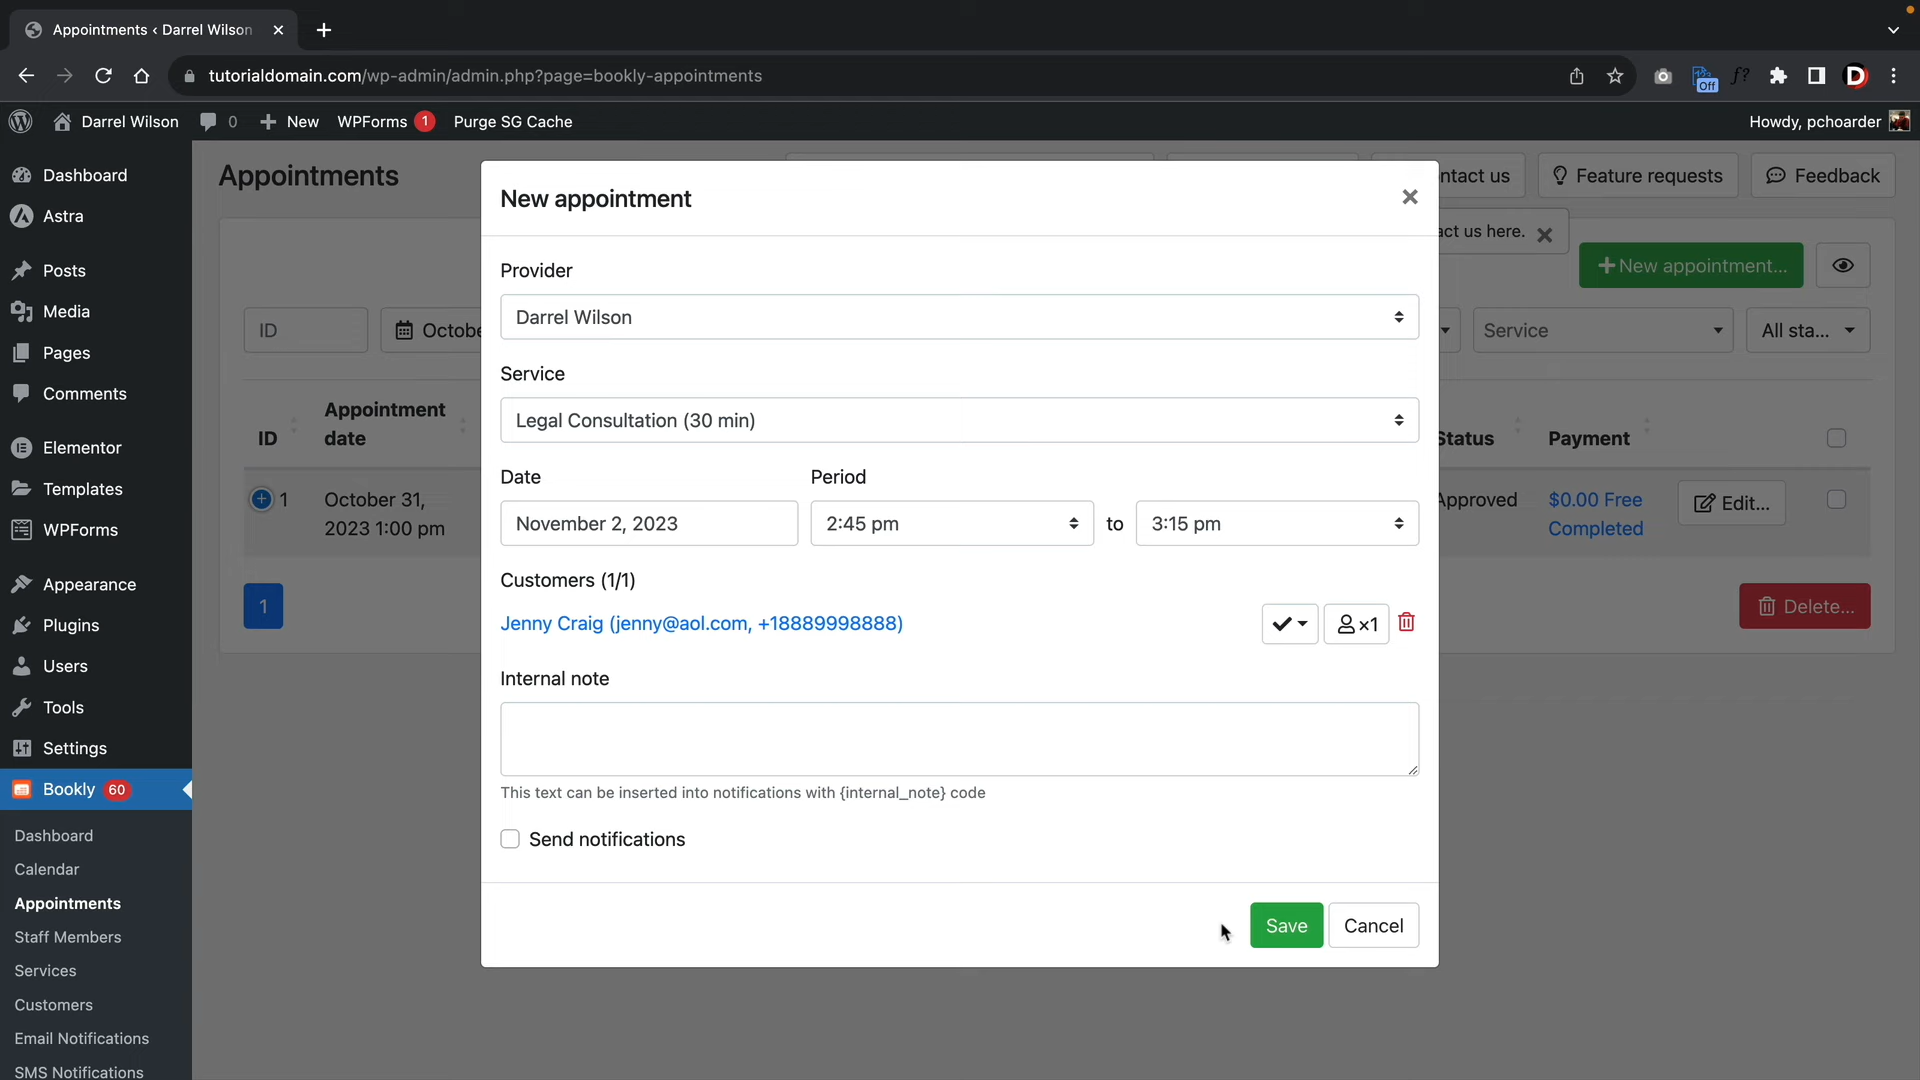 Appointments ‹ Darrel Wilson
tutorialdomain.com/wp-admin/admin.php?page=bookly-appointments
Off
f?
D
Darrel Wilson
0
New
WPForms 1
Purge SG Cache
Howdy, pchoarder
Dashboard
Astra
Posts
Media
Pages
Comments
Elementor
Templates
WPForms
Appearance
Plugins
Users
Tools
Settings
Bookly 60
Dashboard
Calendar
Appointments
Staff Members
Services
Customers
Email Notifications
SMS Notifications
Appointments
ntact us
Feature requests
Feedback
act us here.
+ New appointment...
ID
Octobe
Service
All sta...
ID
Appointment
date
Status
Payment
1
October 31,
2023 1:00 pm
Approved
$0.00 Free
Completed
Edit...
1
Delete...
New appointment
Provider
Darrel Wilson
Service
Legal Consultation (30 min)
Date
Period
November 2, 2023
2:45 pm
to
3:15 pm
Customers (1/1)
Jenny Craig (jenny@aol.com, +18889998888)
×1
Internal note
This text can be inserted into notifications with {internal_note} code
Send notifications
Save
Cancel